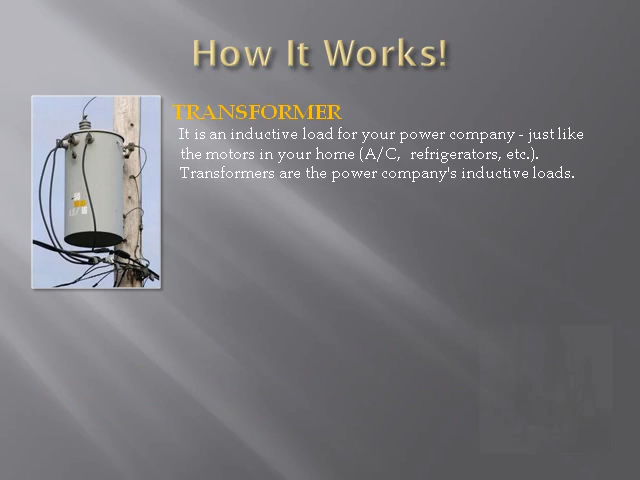 How It Works!
TRANSFORMER
It is an inductive load for your power company - just like
the motors in your home (A/C, refrigerators, etc.).
Transformers are the power company's inductive loads.